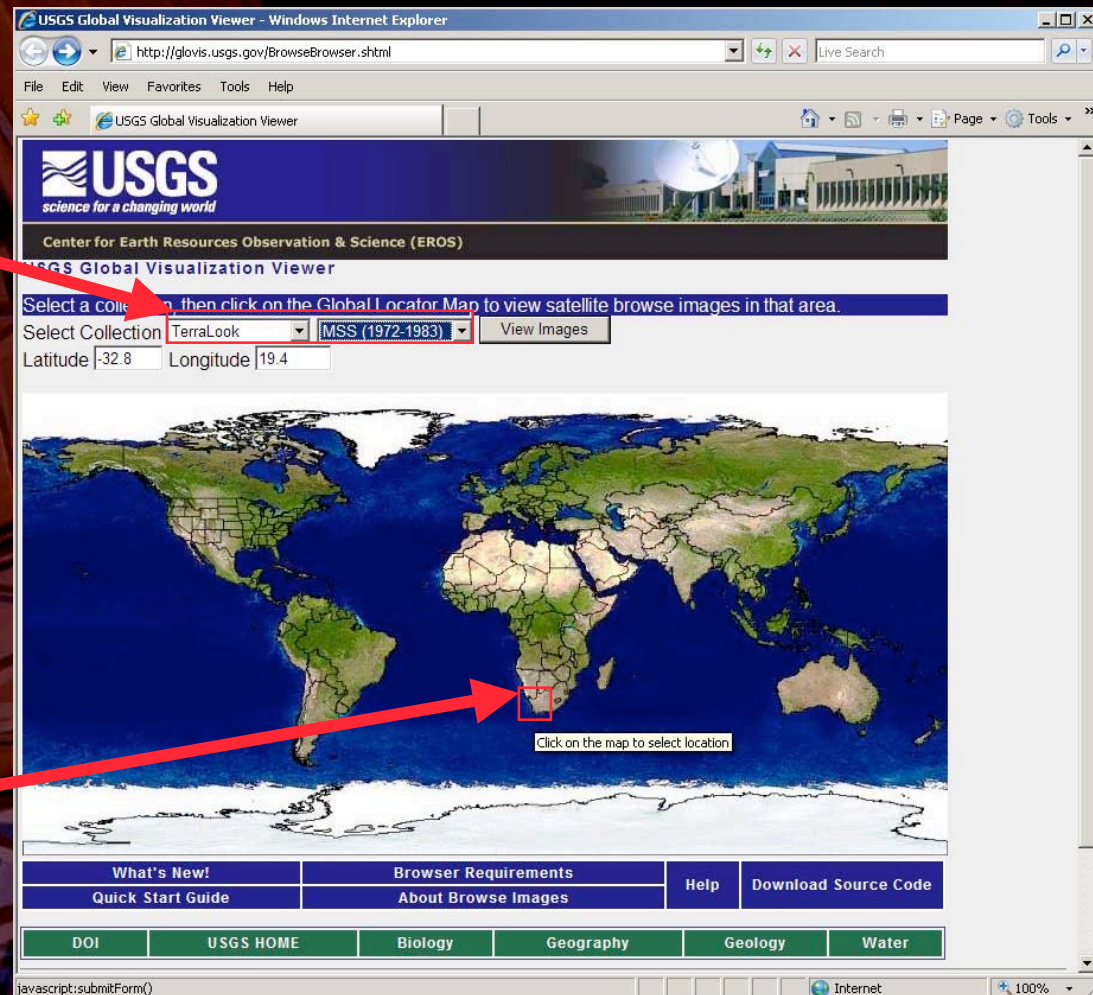 USGS Global Visualization Viewer - Windows Internet Explorer
http://glovis.usgs.gov/BrowseBrowser.shtml
Live Search
File Edit View Favorites Tools Help
USGS Global Visualization Viewer
Page Tools »
USGS
science for a changing world
Center for Earth Resources Observation & Science (EROS)
USGS Global Visualization Viewer
Select a collection, then click on the Global Locator Map to view satellite browse images in that area.
Select Collection TerraLook MSS (1972-1983) View Images
Latitude -32.8 Longitude 19.4
Click on the map to select location
What's New! Browser Requirements Help Download Source Code
Quick Start Guide About Browse Images
DOI USGS HOME Biology Geography Geology Water
javascript:submitForm() Internet 100%